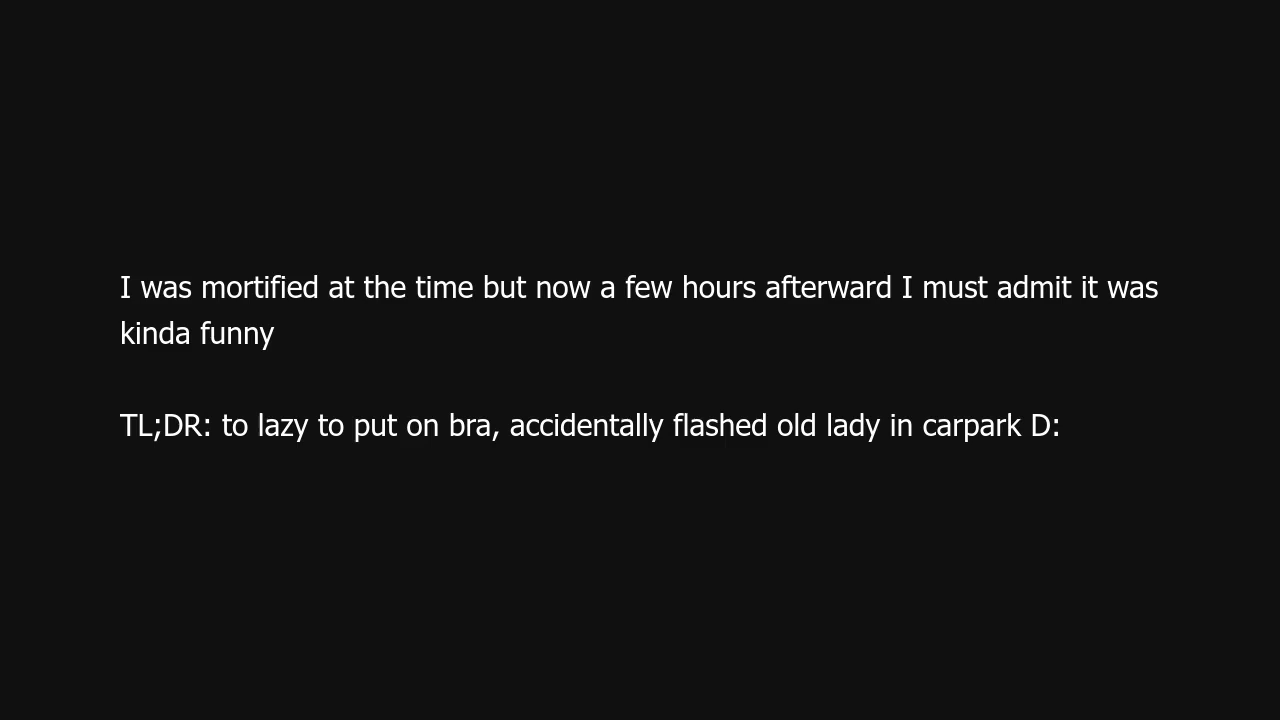 I was mortified at the time but now a few hours afterward I must admit it was
kinda funny
TL;DR: to lazy to put on bra, accidentally flashed old lady in carpark D: